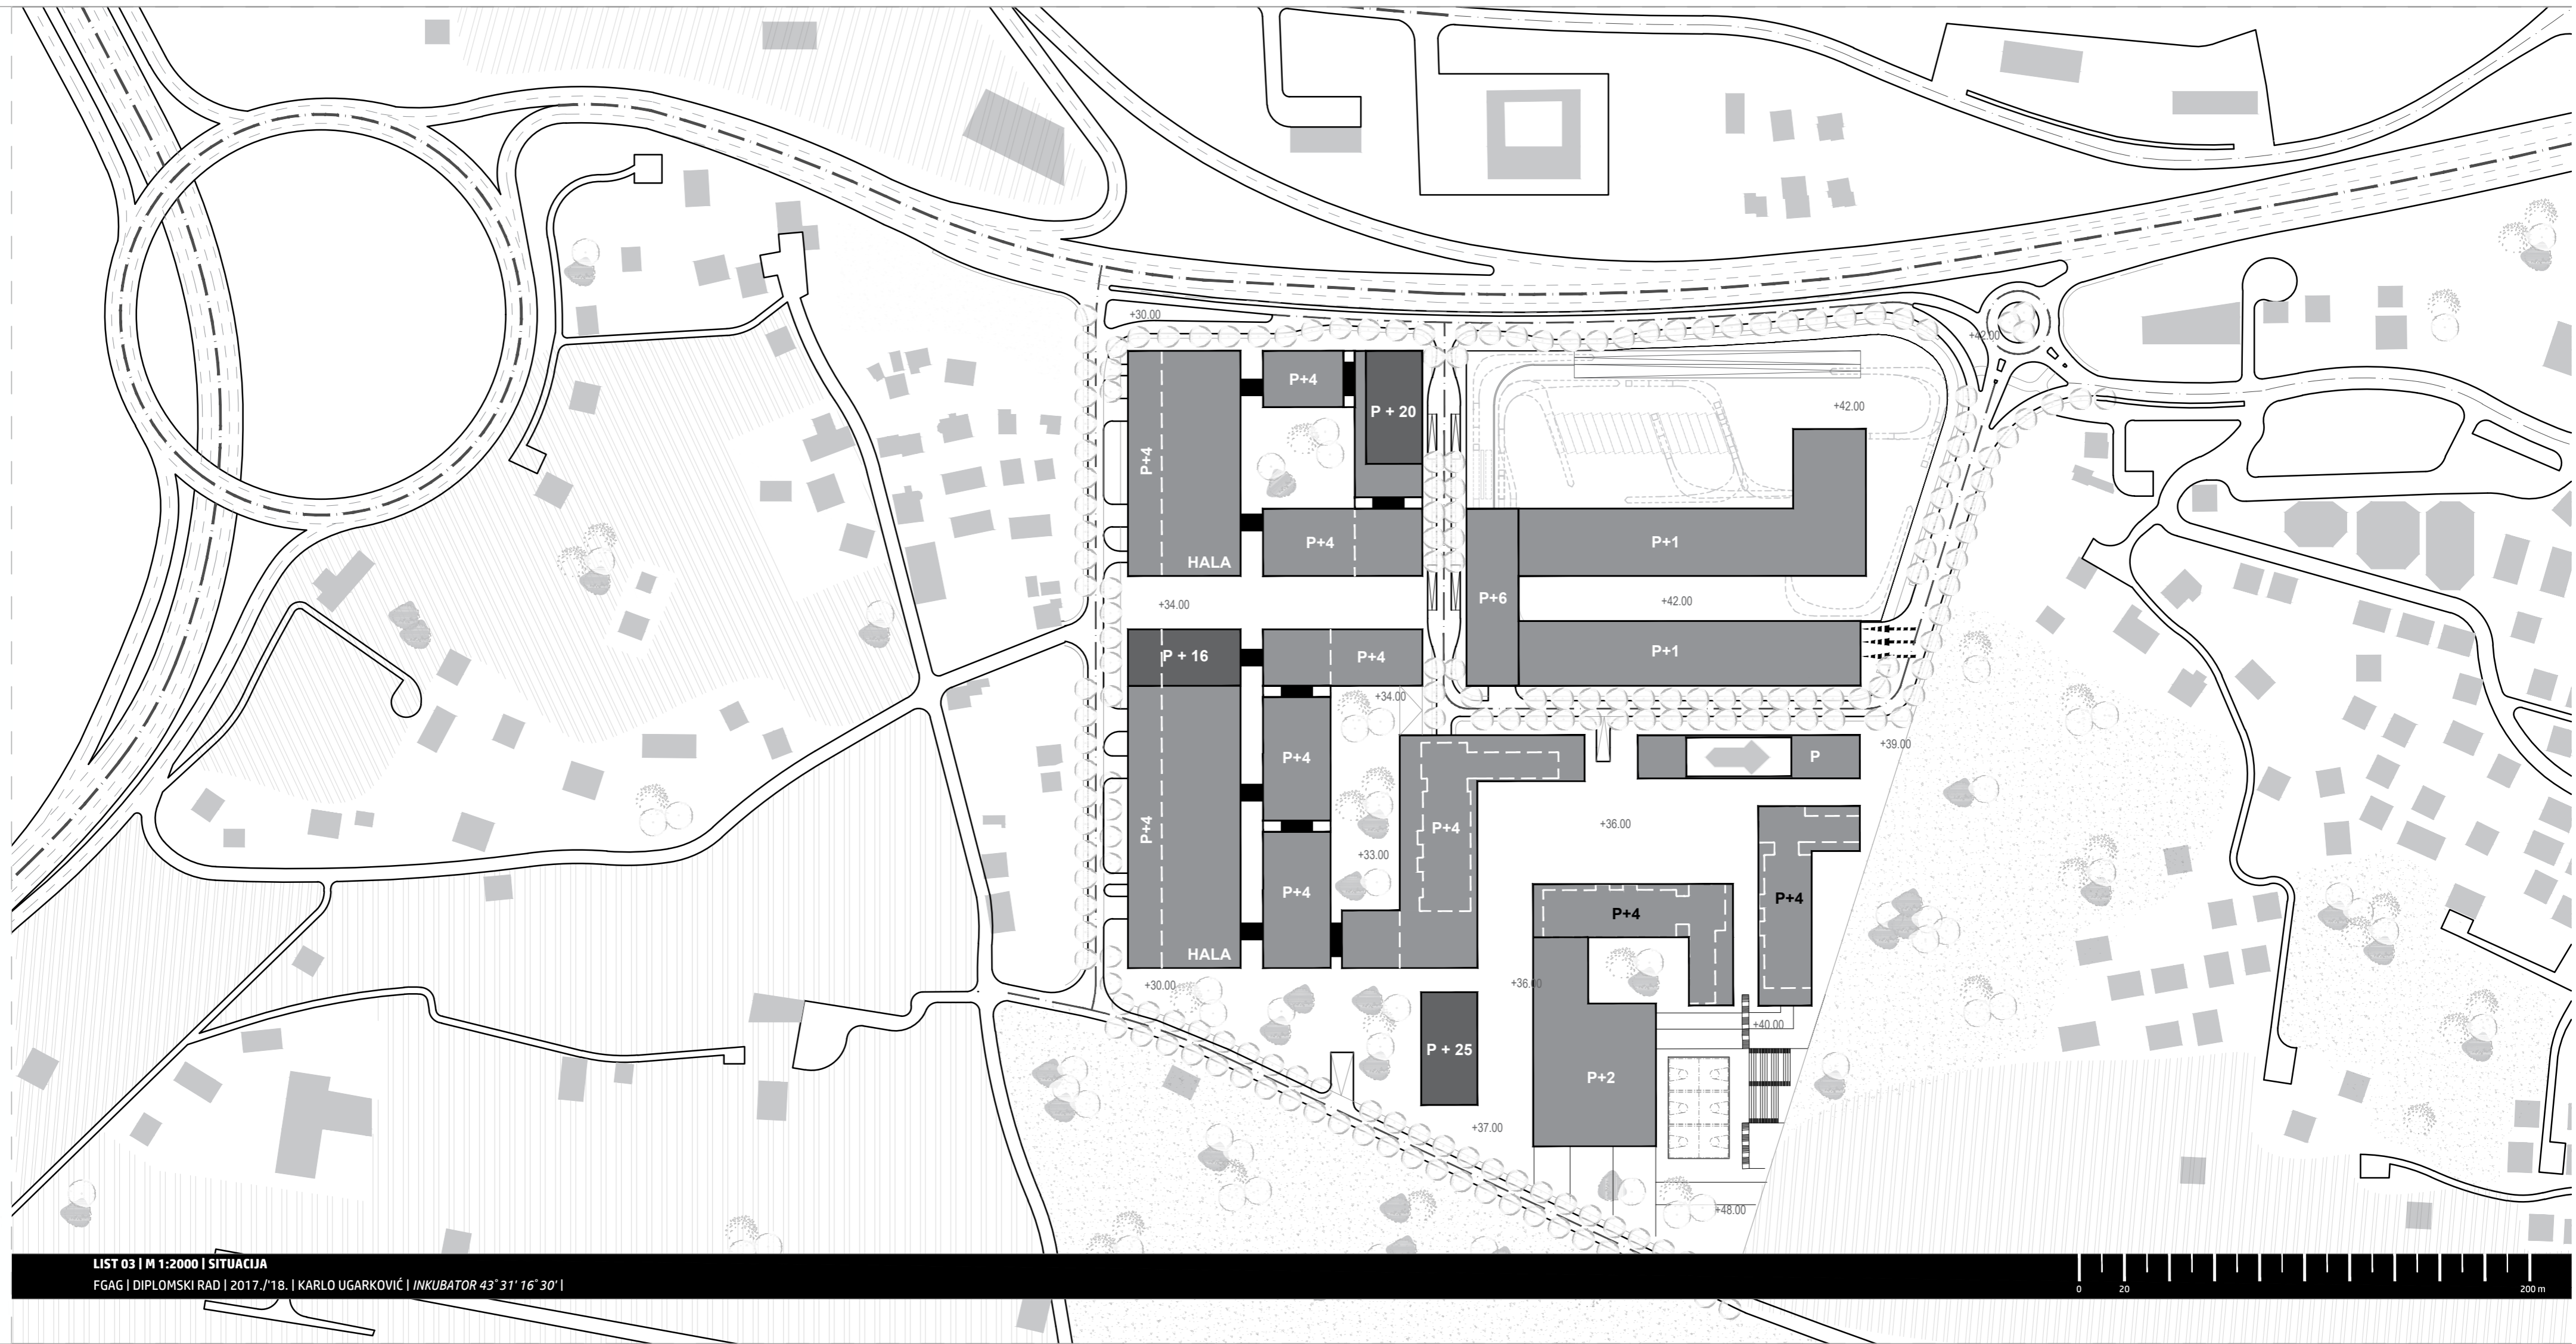 +30.00
+42.00
P+4
P + 20
+42.00
P+4
P+4
P+1
HALA
P+6
+34.00
+42.00
P + 16
P+4
P+1
+34.00
+39.00
P+4
P
P+4
P+4
+36.00
+33.00
P+4
P+4
P+4
HALA
+30.00
+36.00
+40.00
P + 25
P+2
+37.00
+48.00
LIST 03 | M 1:2000 | SITUACIJA
FGAG | DIPLOMSKI RAD | 2017./'18. | KARLO UGARKOVIĆ | INKUBATOR 43° 31' 16° 30' |
0 20 200 m